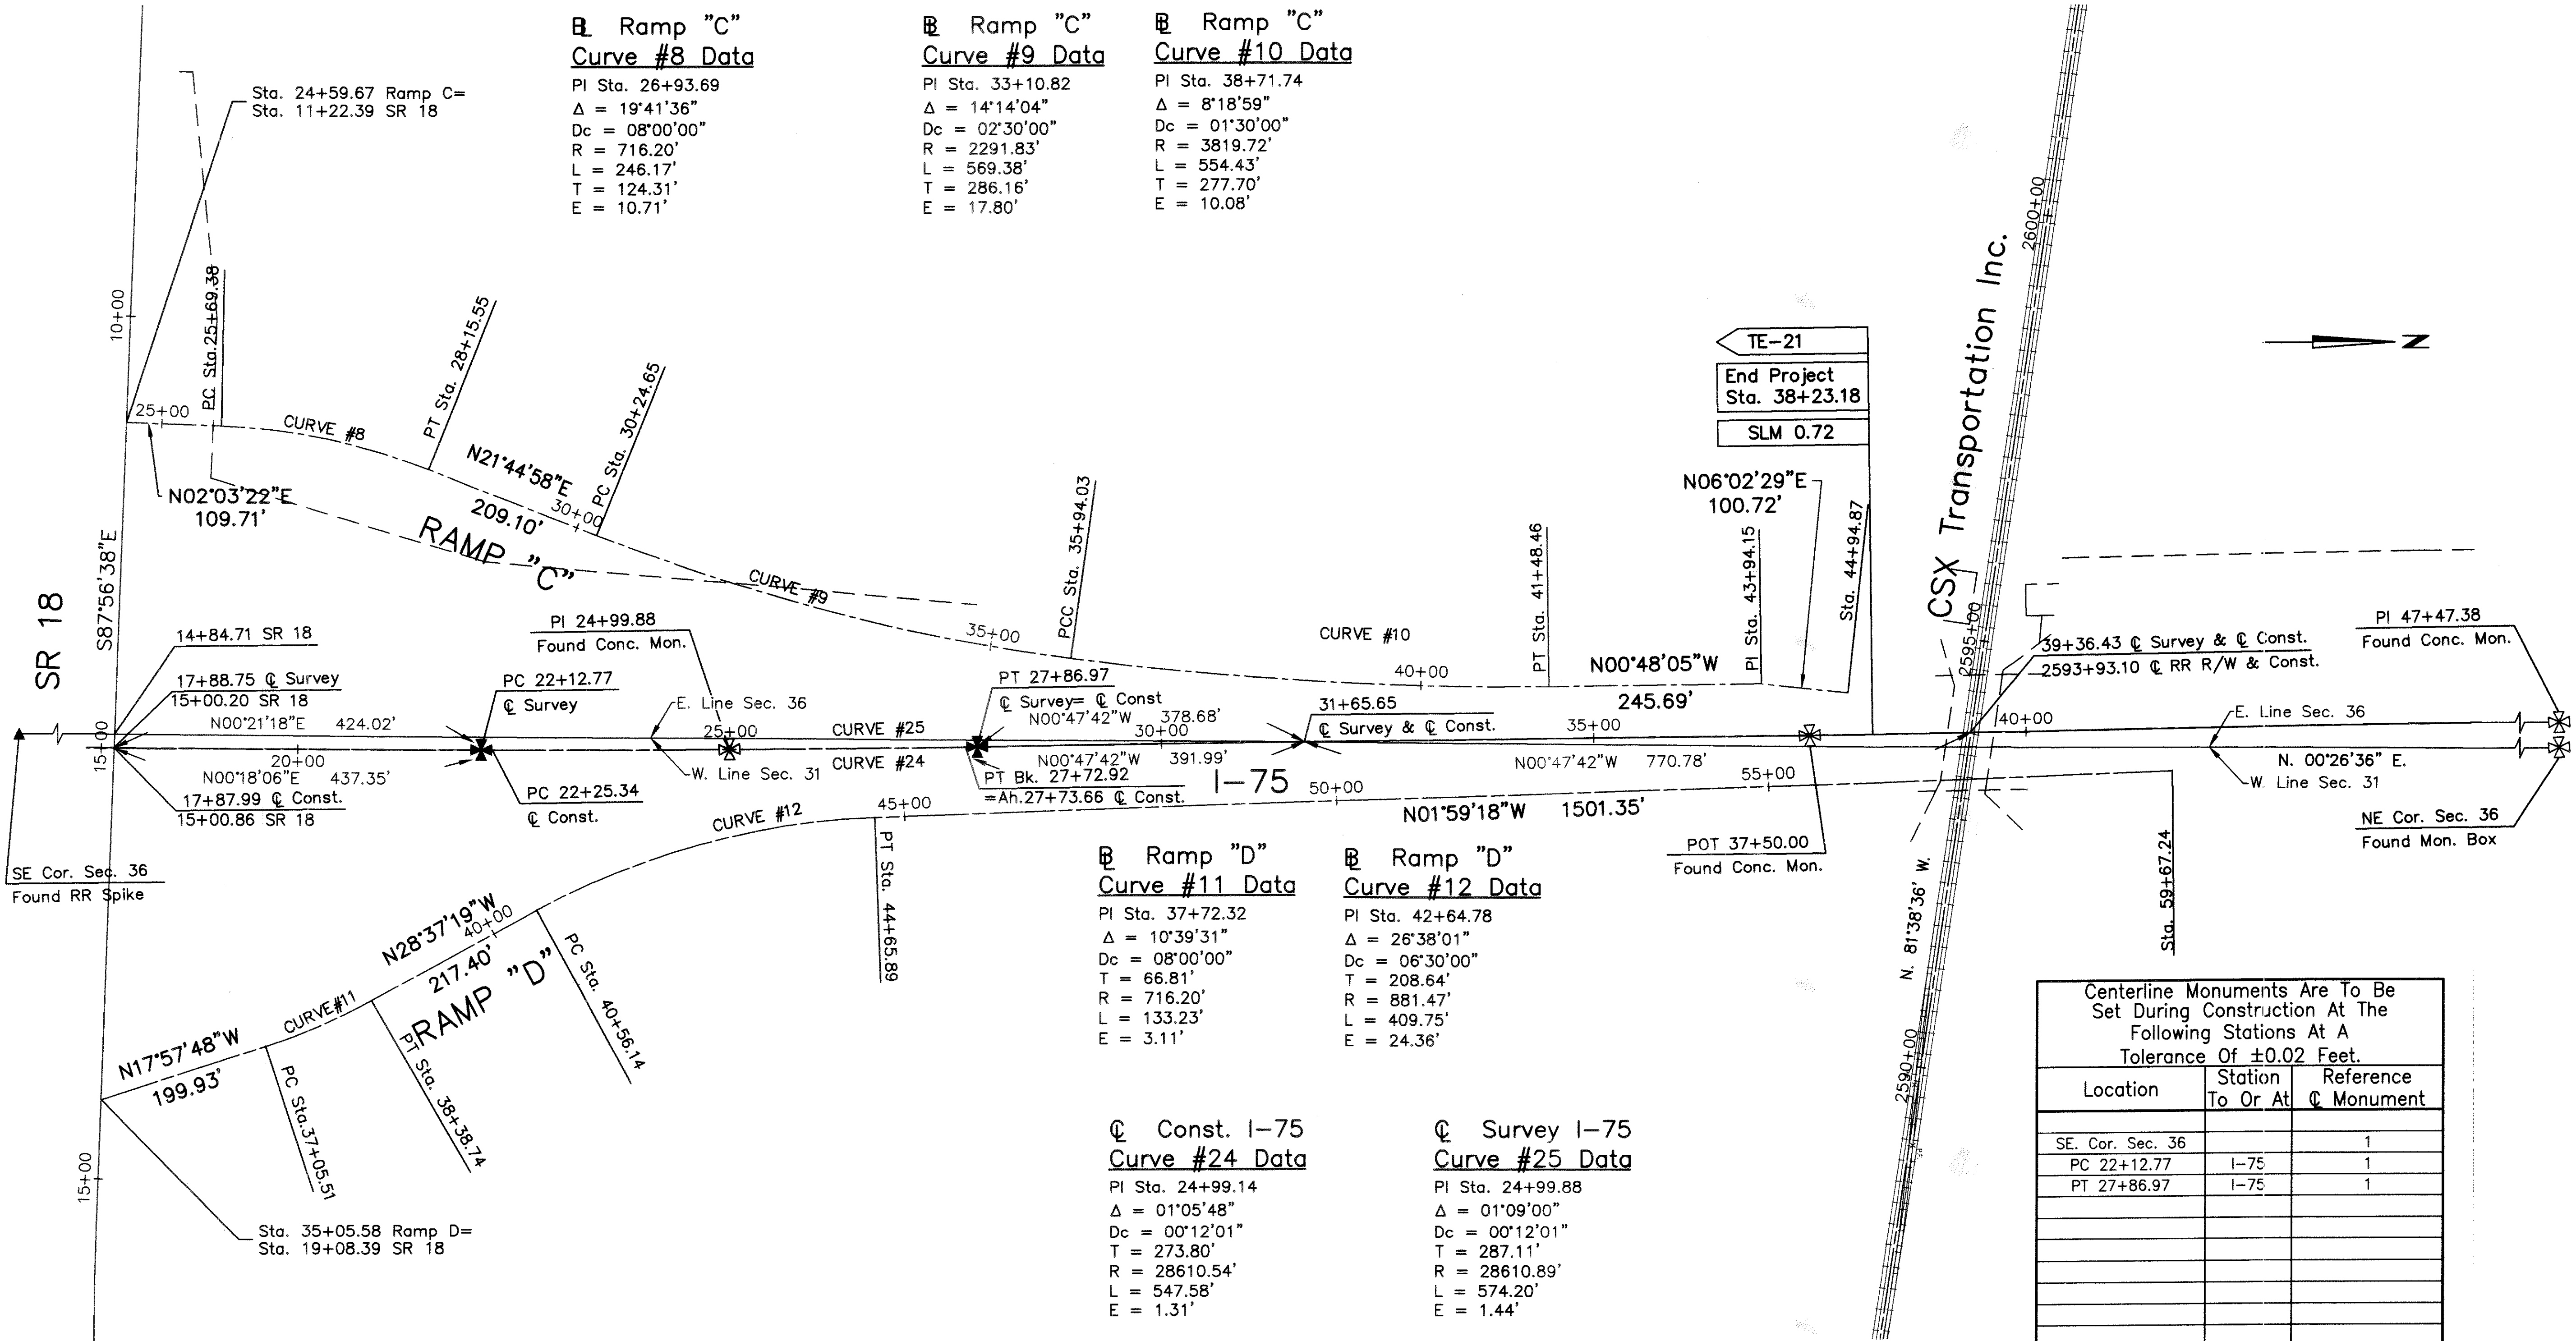 ℄ Ramp "C"
Curve #8 Data
PI Sta. 26+93.69
Δ = 19°41'36"
Dc = 08°00'00"
R = 716.20'
L = 246.17'
T = 124.31'
E = 10.71'
Ramp "C"
Curve #9 Data
PI Sta. 33+10.82
Δ = 14°14'04"
Dc = 02°30'00"
R = 2291.83'
L = 569.38'
T = 286.16'
E = 17.80'
Ramp "C"
Curve #10 Data
PI Sta. 38+71.74
Δ = 8°18'59"
Dc = 01°30'00"
R = 3819.72'
L = 554.43'
T = 277.70'
E = 10.08'
Sta. 24+59.67 Ramp C=
Sta. 11+22.39 SR 18
10+00
25+00
PC Sta.25+69.38
CURVE #8
PT Sta. 28+15.55
N21°44'58"E
209.10'
30+00
PC Sta. 30+24.65
N02°03'22"E
109.71'
RAMP "C"
CURVE #9
35+00
PCC Sta. 35+94.03
CURVE #10
40+00
PT Sta. 41+48.46
N00°48'05"W
245.69'
PI Sta. 43+94.15
N06°02'29"E
100.72'
Sta. 44+94.87
TE-21
End Project
Sta. 38+23.18
SLM 0.72
CSX Transportation Inc.
2600+00
2595+00
2590+00
N. 81°38'36" W.
N
SR 18
S87°56'38"E
15+00
14+84.71 SR 18
17+88.75 ℄ Survey
15+00.20 SR 18
N00°21'18"E 424.02'
20+00
N00°18'06"E 437.35'
17+87.99 ℄ Const.
15+00.86 SR 18
SE Cor. Sec. 36
Found RR Spike
PC 22+12.77
℄ Survey
PC 22+25.34
℄ Const.
PI 24+99.88
Found Conc. Mon.
E. Line Sec. 36
W. Line Sec. 31
25+00
CURVE #25
CURVE #24
PT 27+86.97
℄ Survey= ℄ Const
N00°47'42"W 378.68'
30+00
N00°47'42"W 391.99'
PT Bk. 27+72.92
=Ah.27+73.66 ℄ Const.
I-75
31+65.65
℄ Survey & ℄ Const.
35+00
N00°47'42"W 770.78'
39+36.43 ℄ Survey & ℄ Const.
2593+93.10 ℄ RR R/W & Const.
40+00
PI 47+47.38
Found Conc. Mon.
E. Line Sec. 36
N. 00°26'36" E.
W. Line Sec. 31
NE Cor. Sec. 36
Found Mon. Box
POT 37+50.00
Found Conc. Mon.
CURVE #12
45+00
50+00
55+00
N01°59'18"W 1501.35'
PT Sta. 44+65.89
Sta. 59+67.24
N28°37'19"W
40+00
217.40'
RAMP "D"
PC Sta. 40+56.14
CURVE#11
PT Sta. 38+38.74
N17°57'48"W
199.93'
PC Sta.37+05.51
15+00
Sta. 35+05.58 Ramp D=
Sta. 19+08.39 SR 18
Ramp "D"
Curve #11 Data
PI Sta. 37+72.32
Δ = 10°39'31"
Dc = 08°00'00"
T = 66.81'
R = 716.20'
L = 133.23'
E = 3.11'
Ramp "D"
Curve #12 Data
PI Sta. 42+64.78
Δ = 26°38'01"
Dc = 06°30'00"
T = 208.64'
R = 881.47'
L = 409.75'
E = 24.36'
℄ Const. I-75
Curve #24 Data
PI Sta. 24+99.14
Δ = 01°05'48"
Dc = 00°12'01"
T = 273.80'
R = 28610.54'
L = 547.58'
E = 1.31'
℄ Survey I-75
Curve #25 Data
PI Sta. 24+99.88
Δ = 01°09'00"
Dc = 00°12'01"
T = 287.11'
R = 28610.89'
L = 574.20'
E = 1.44'
Centerline Monuments Are To Be
Set During Construction At The
Following Stations At A
Tolerance Of ±0.02 Feet.
Location Station To Or At Reference ℄ Monument
SE. Cor. Sec. 36 1
PC 22+12.77 I-75 1
PT 27+86.97 I-75 1